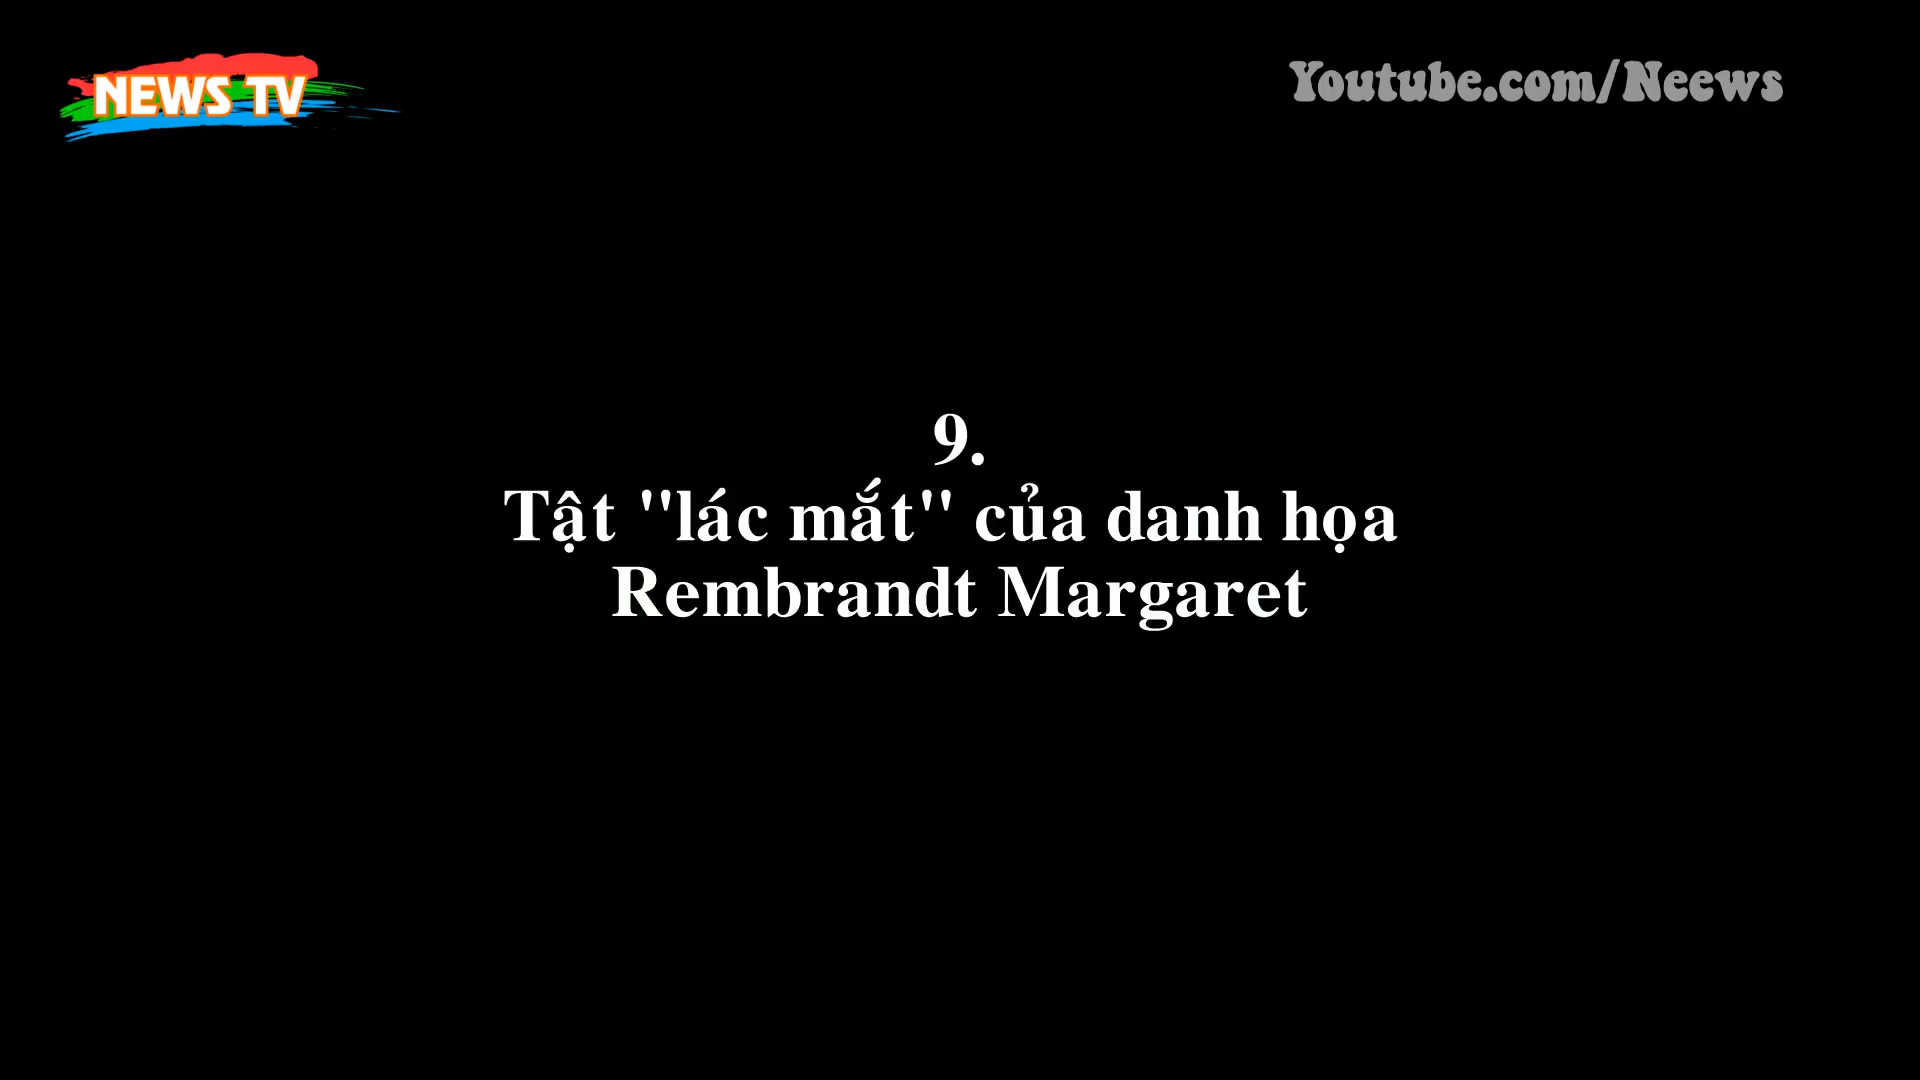 NEWS TV
Youtube.com/Neews
9.
Tật "lác mắt" của danh họa
Rembrandt Margaret